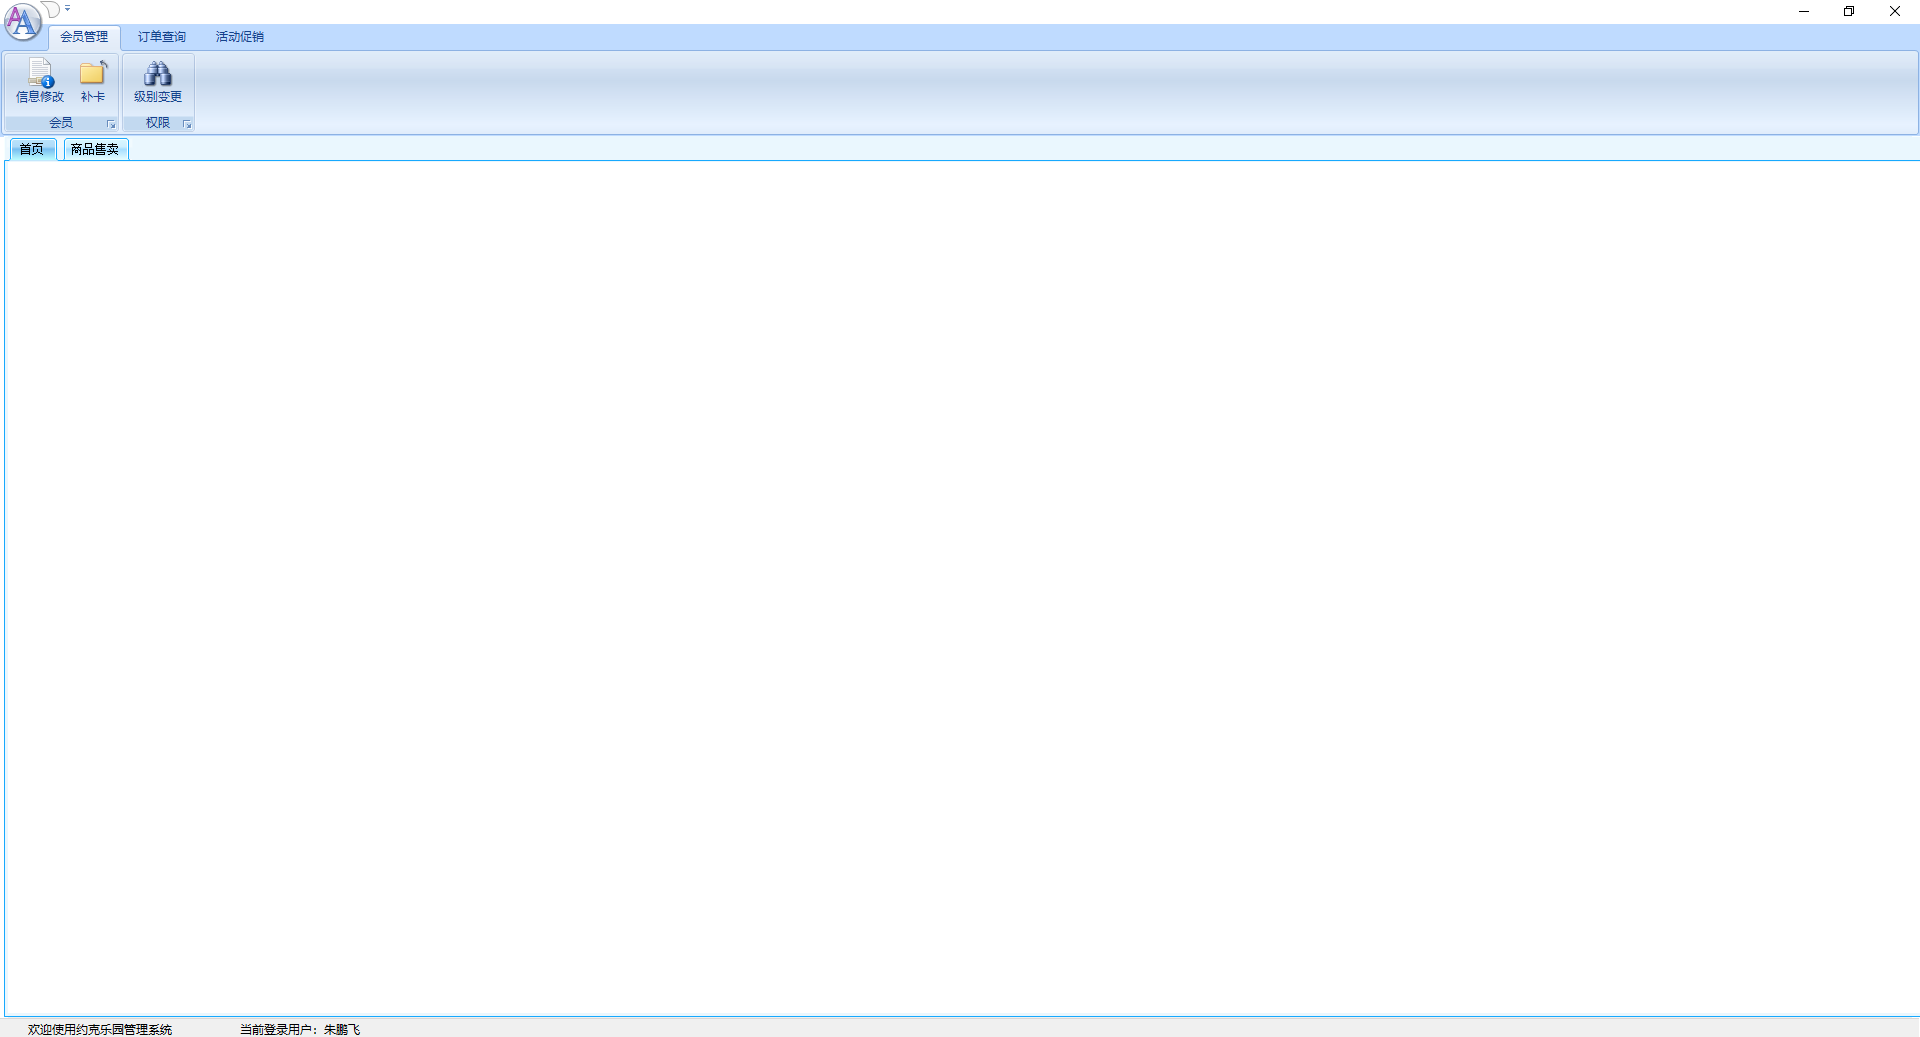 会员管理 订单查询 活动促销
信息修改 补卡 级别变更
会员 权限
首页 商品售卖
欢迎使用约克乐园管理系统 当前登录用户：朱鹏飞